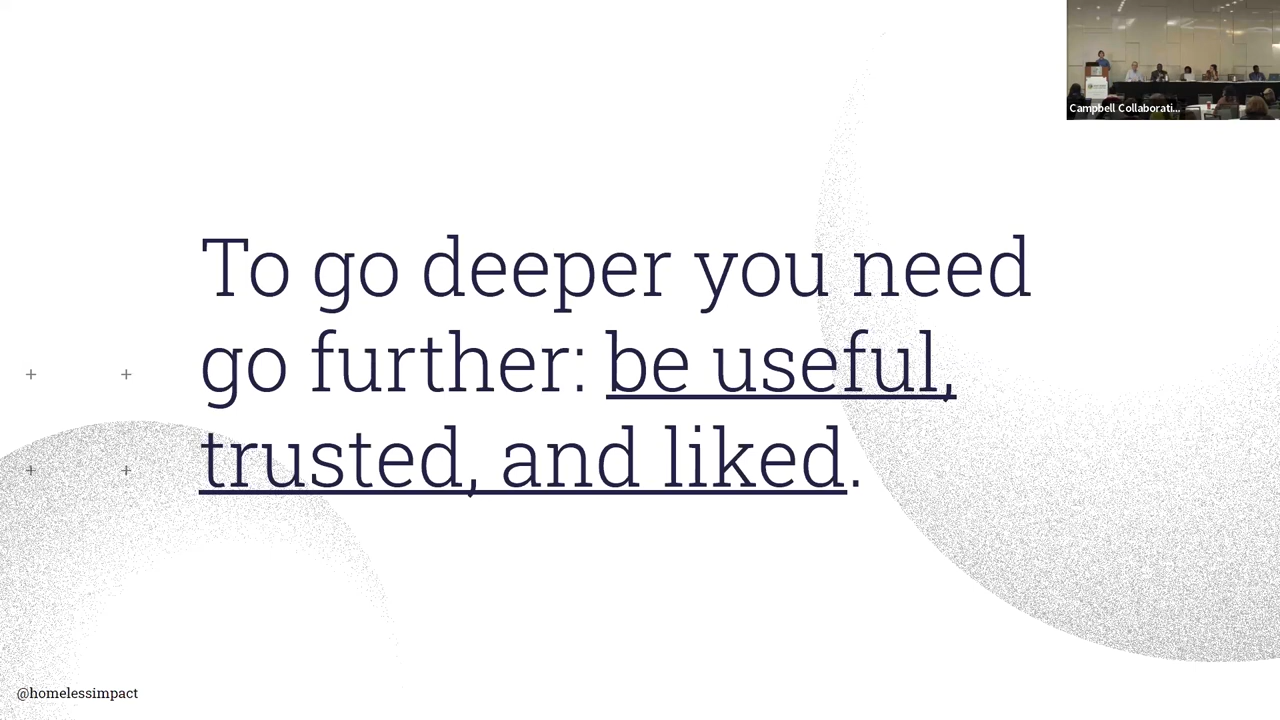 Campbell Collaborati...
To go deeper you need
go further: be useful,
trusted, and liked.
@homelessimpact